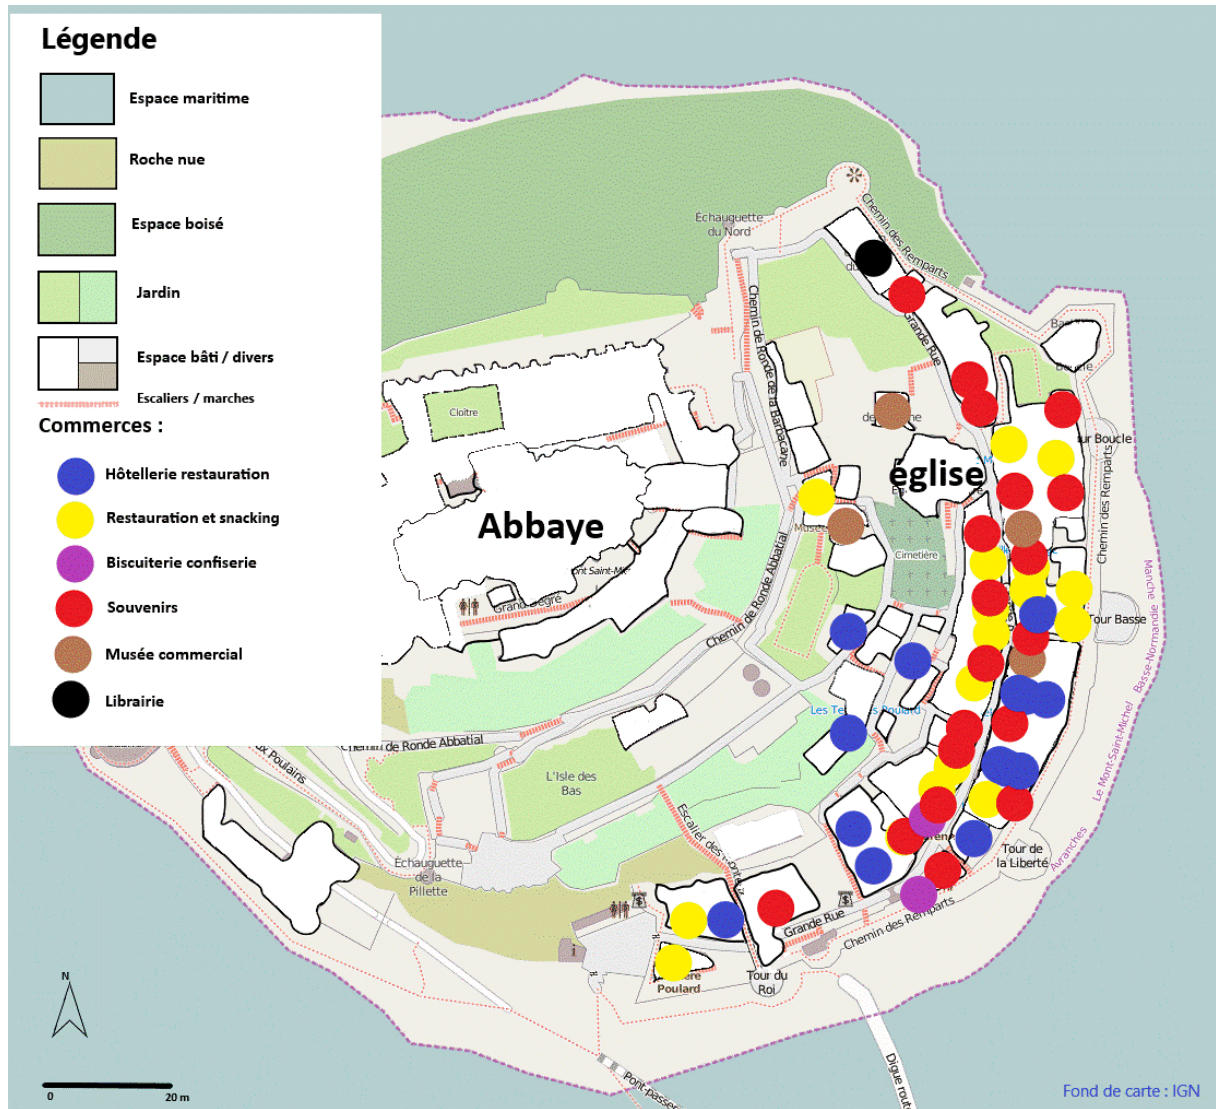 Légende
Espace maritime
Roche nue
Espace boisé
Jardin
Espace bâti / divers
Escaliers / marches
Commerces :
Hôtellerie restauration
Restauration et snacking
Biscuiterie confiserie
Souvenirs
Musée commercial
Librairie
N
0
20 m
Échauguette
du Nord
Chemin des Remparts
Grande Rue
Chemin de Ronde de la Barbacane
Cloître
Abbaye
église
Cimetière
Grand Degré
Chemin de Ronde Abbatial
Chemin de Ronde Abbatial
Chemin des Remparts
Tour Basse
L'Isle des
Bas
Échauguette
de la
Pillette
Tour de
la Liberté
Grande Rue
Chemin des Remparts
Tour du
Roi
Poulard
Manche
Basse-Normandie
Le Mont-Saint-Michel
Avranches
Fond de carte : IGN